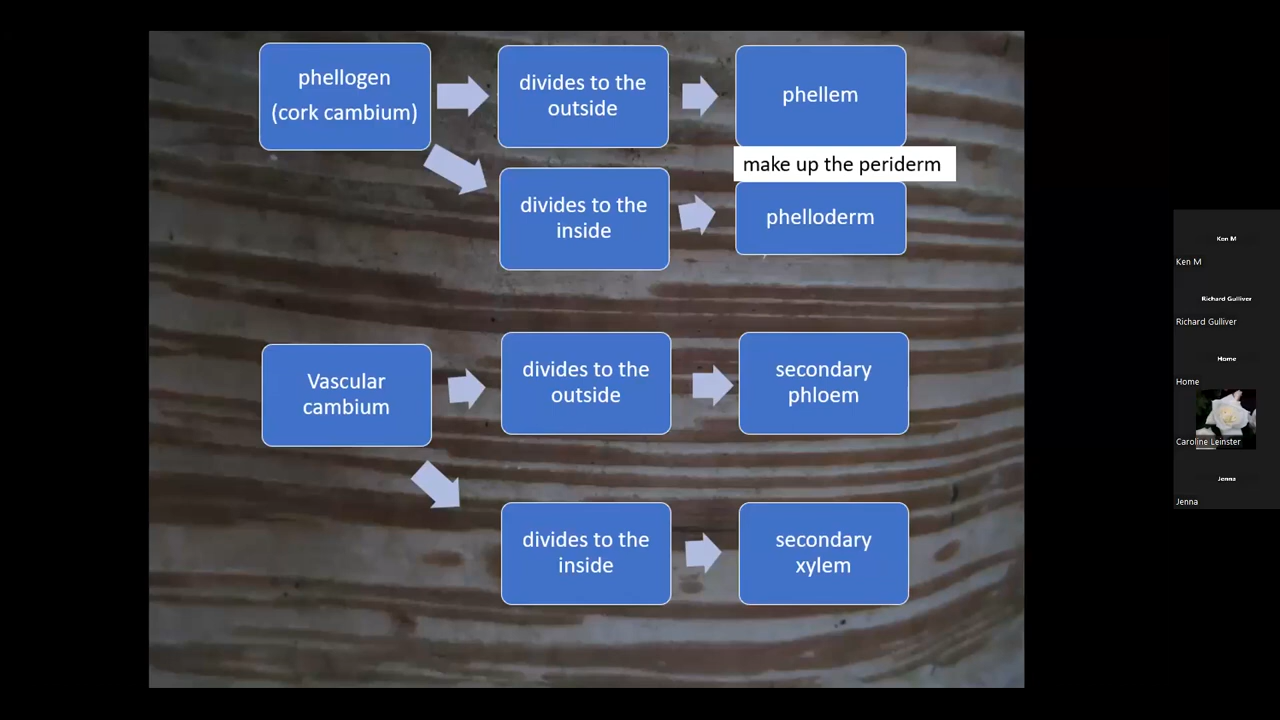 phellogen
(cork cambium)
divides to the
outside
phellem
make up the periderm
divides to the
inside
phelloderm
Vascular
cambium
divides to the
outside
secondary
phloem
divides to the
inside
secondary
xylem
Ken M
Ken M
Richard Gulliver
Richard Gulliver
Home
Home
Caroline Leinster
Jenna
Jenna